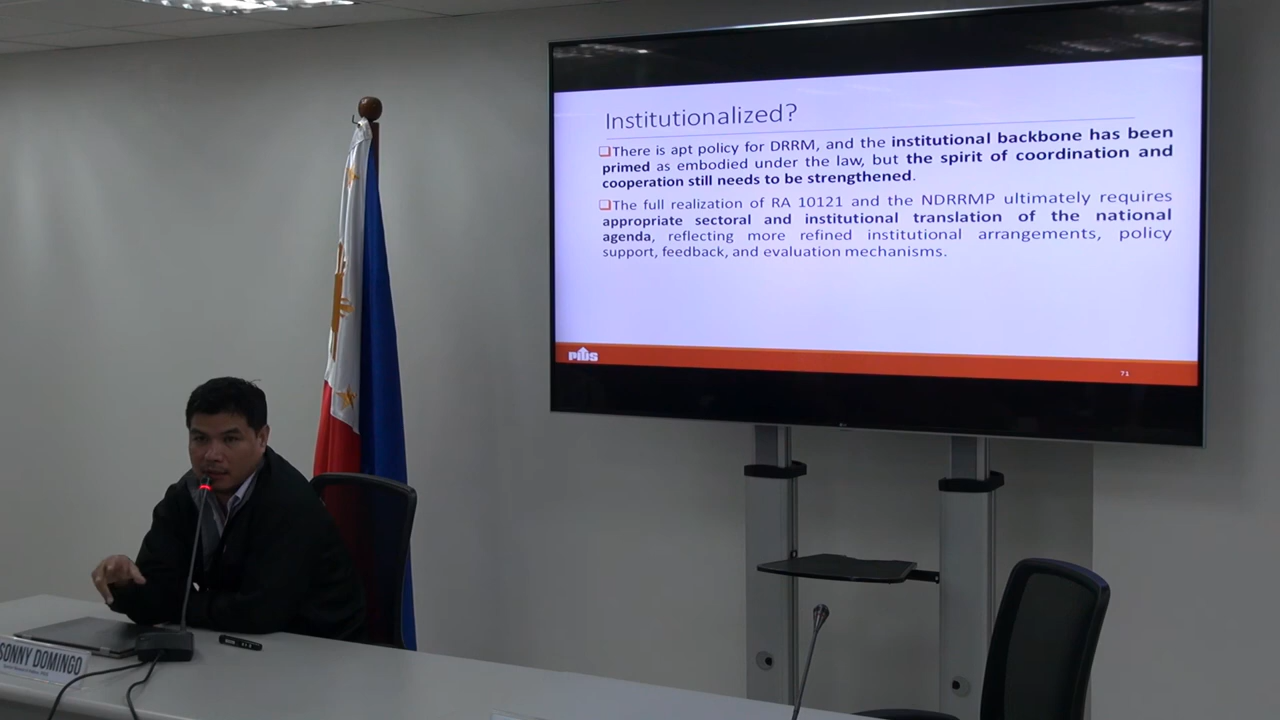 Institutionalized?
❑There is apt policy for DRRM, and the institutional backbone has been
primed as embodied under the law, but the spirit of coordination and
cooperation still needs to be strengthened.
❑The full realization of RA 10121 and the NDRRMP ultimately requires
appropriate sectoral and institutional translation of the national
agenda, reflecting more refined institutional arrangements, policy
support, feedback, and evaluation mechanisms.
PIDS
71
SONNY DOMINGO